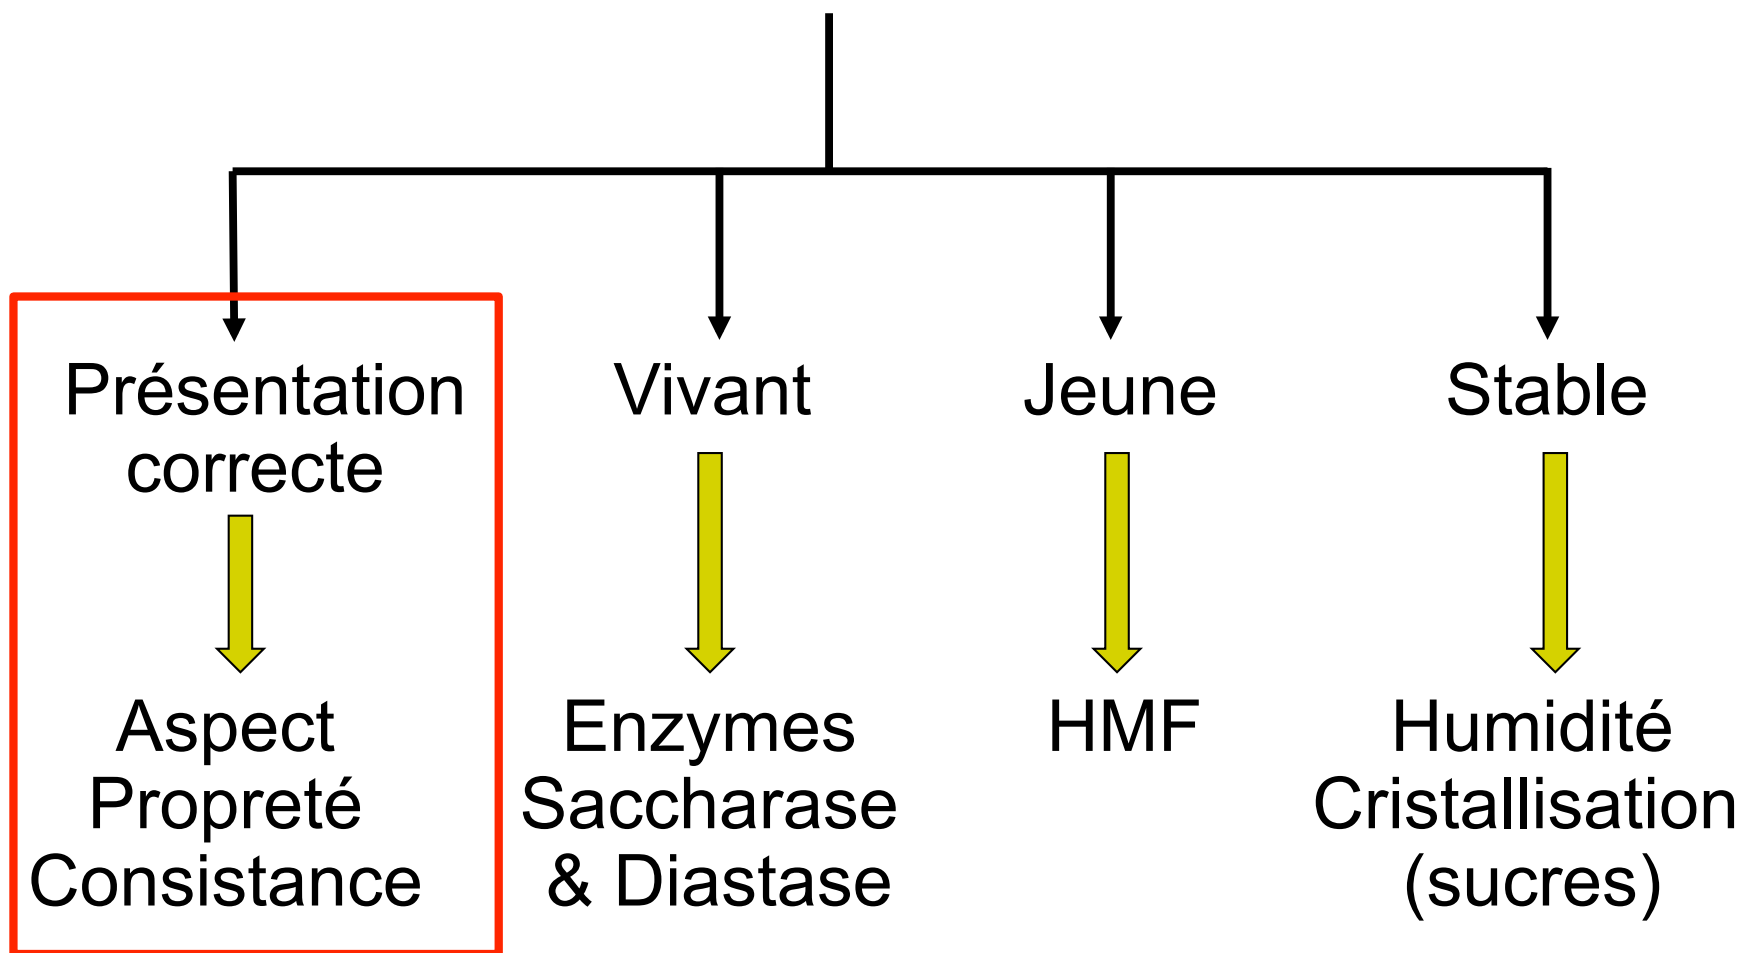 Présentation
correcte
Vivant
Jeune
Stable
Aspect
Propreté
Consistance
Enzymes
Saccharase
& Diastase
HMF
Humidité
Cristallisation
(sucres)